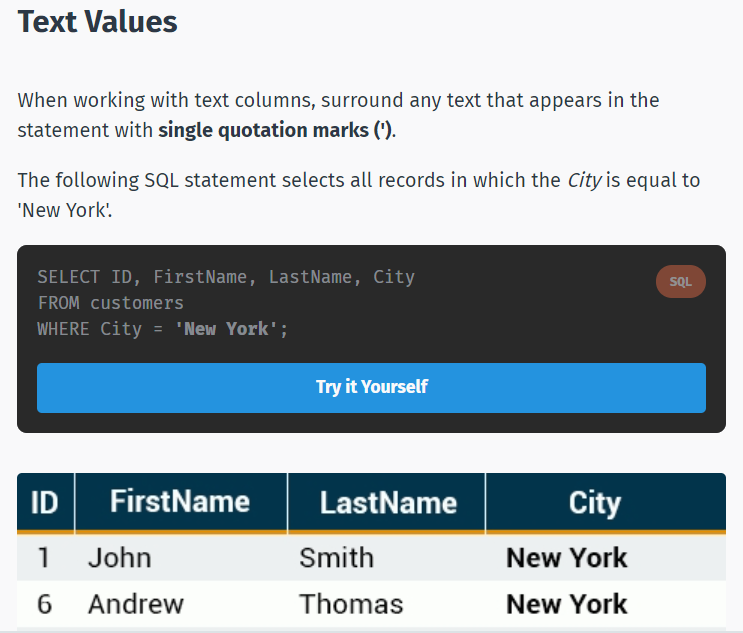 Text Values
When working with text columns, surround any text that appears in the
statement with single quotation marks (').
The following SQL statement selects all records in which the City is equal to
'New York'.
SELECT ID, FirstName, LastName, City
SQL
FROM customers
WHERE City = 'New York';
Try it Yourself
ID FirstName LastName City
1 John Smith New York
6 Andrew Thomas New York